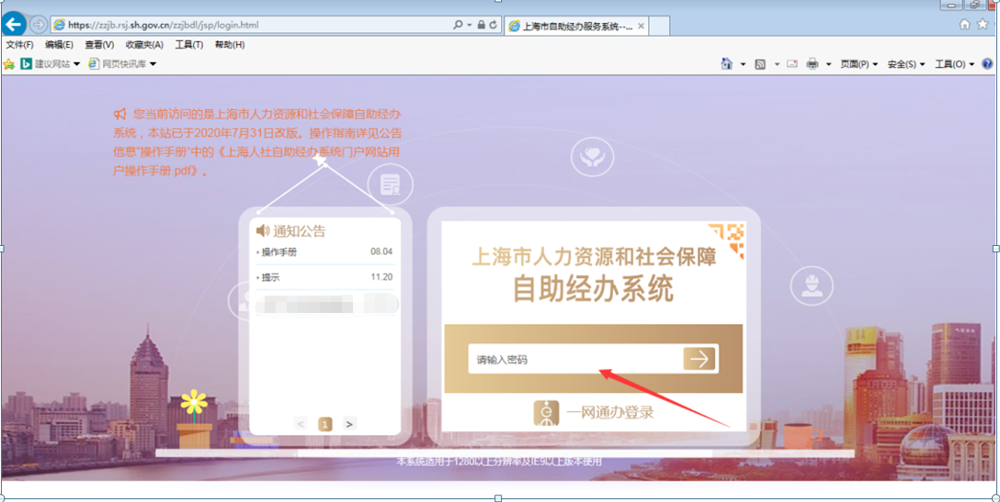 https://zzjb.rsj.sh.gov.cn/zzjbdl/jsp/login.html
上海市自助经办服务系统--...
文件(F) 编辑(E) 查看(V) 收藏夹(A) 工具(T) 帮助(H)
建议网站 网页快讯库
页面(P) 安全(S) 工具(O)
您当前访问的是上海市人力资源和社会保障自助经办
系统，本站已于2020年7月31日改版。操作指南详见公告
信息"操作手册"中的《上海人社自助经办系统门户网站用
户操作手册 pdf》。
通知公告
操作手册 08.04
提示 11.20
< 1 >
上海市人力资源和社会保障
自助经办系统
请输入密码
一网通办登录
本系统适用于1280以上分辨率及IE9以上版本使用